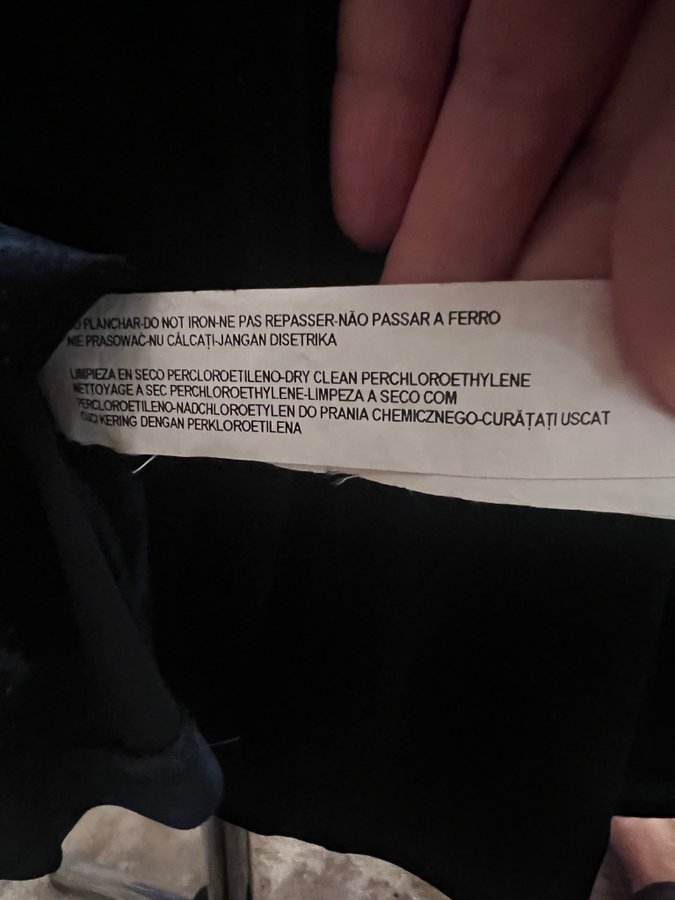 PLANCHAR-DO NOT IRON-NE PAS REPASSER-NÃO PASSAR A FERRO
NIE PRASOWAĆ-NU CĂLCAȚI-JANGAN DISETRIKA
LIMPIEZA EN SECO PERCLOROETILENO-DRY CLEAN PERCHLOROETHYLENE
NETTOYAGE A SEC PERCHLOROETHYLENE-LIMPEZA A SECO COM
PERCLOROETILENO-NADCHLOROETYLEN DO PRANIA CHEMICZNEGO-CURĂȚAȚI USCAT
KERING DENGAN PERKLOROETILENA